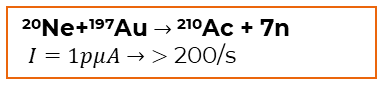 ²⁰Ne+¹⁹⁷Au → ²¹⁰Ac + 7n
I = 1pμA → > 200/s